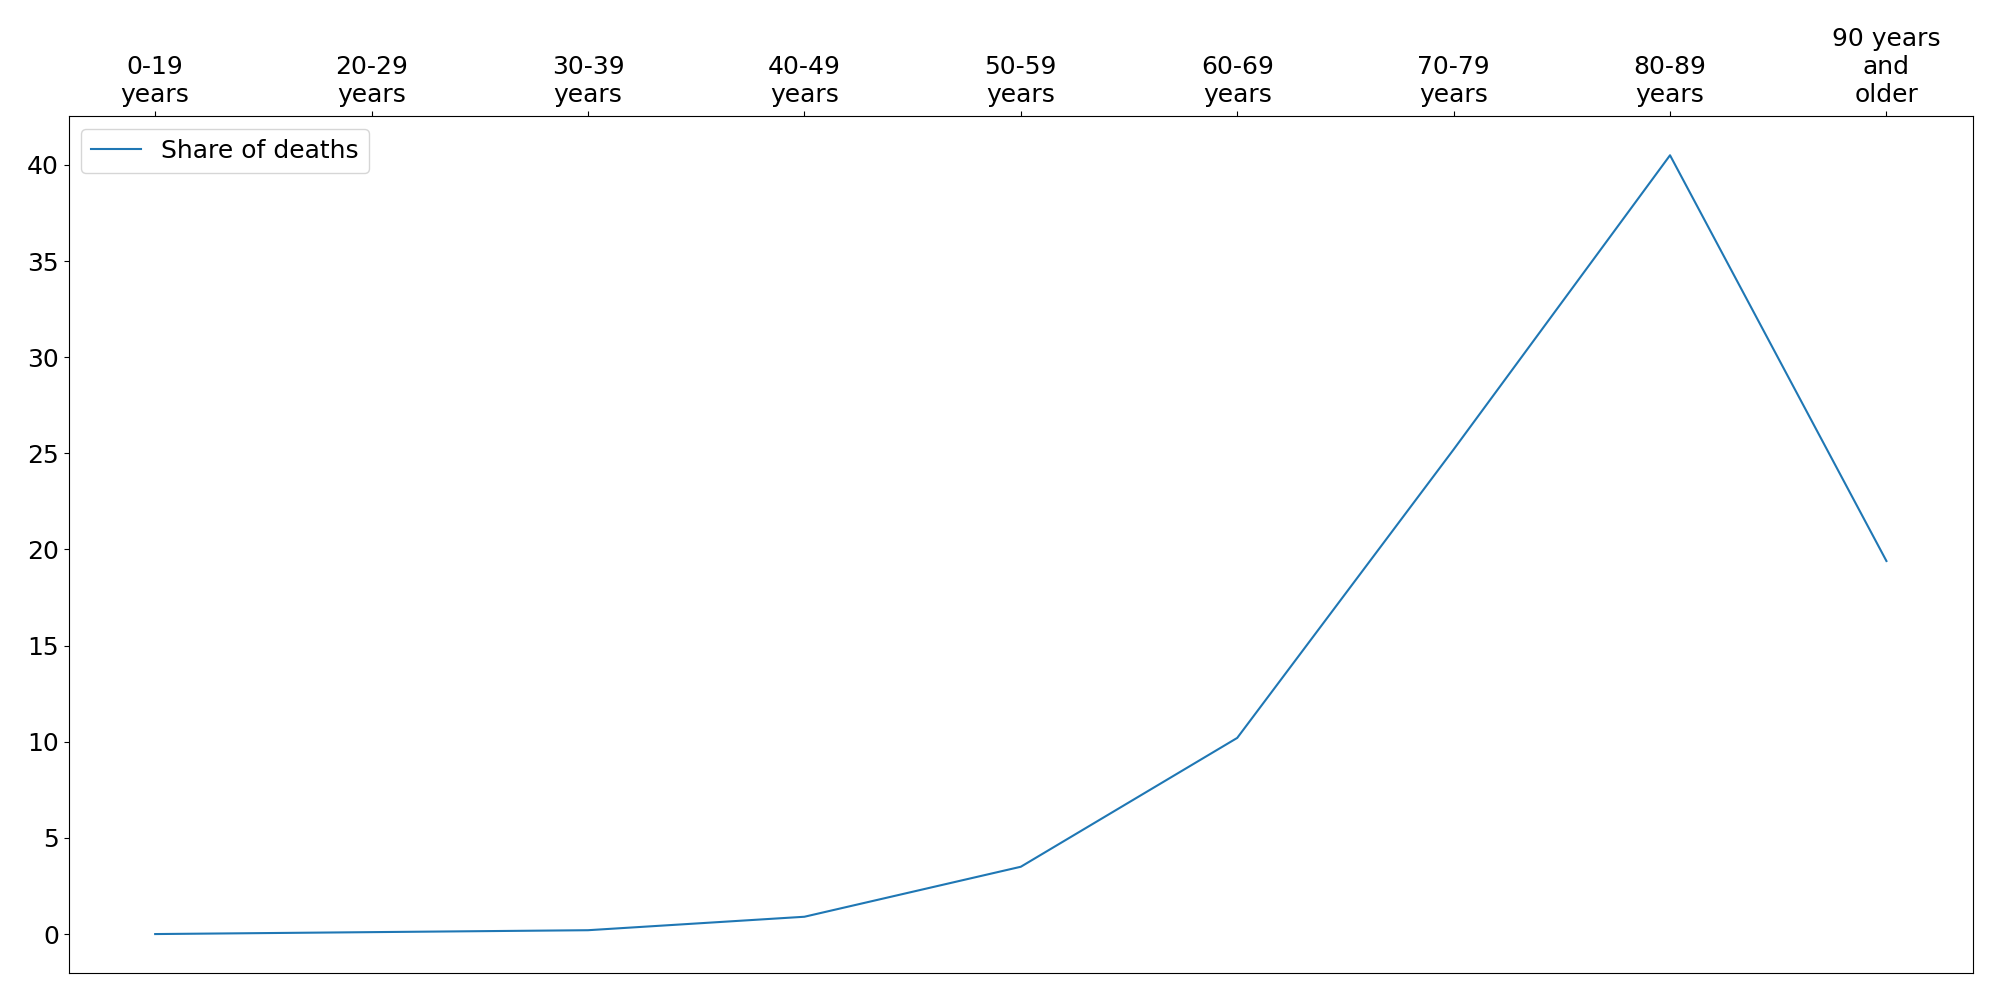 0-19
years
20-29
years
30-39
years
40-49
years
50-59
years
60-69
years
70-79
years
80-89
years
90 years
and
older
Share of deaths
40
35
30
25
20
15
10
5
0